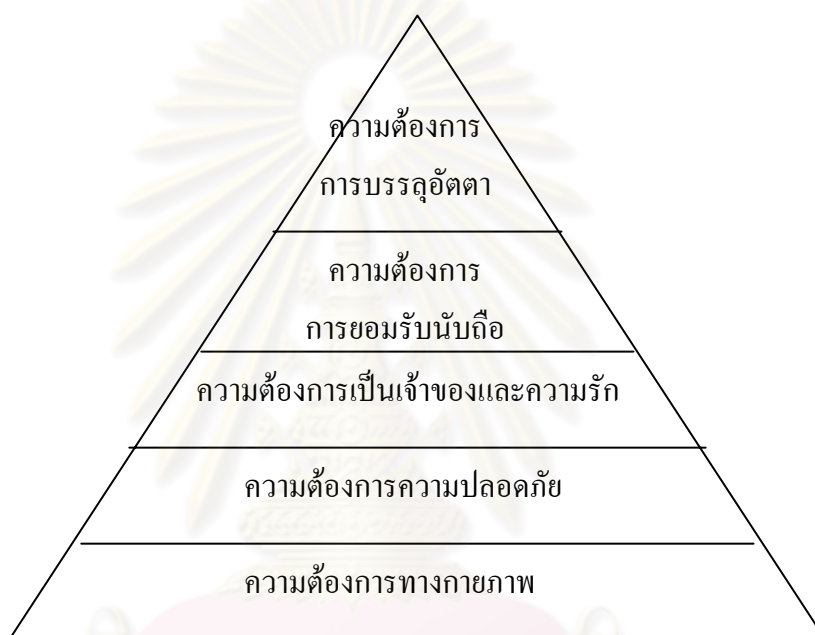 ความต้องการ
การบรรลุอัตตา
ความต้องการ
การยอมรับนับถือ
ความต้องการเป็นเจ้าของและความรัก
ความต้องการความปลอดภัย
ความต้องการทางกายภาพ